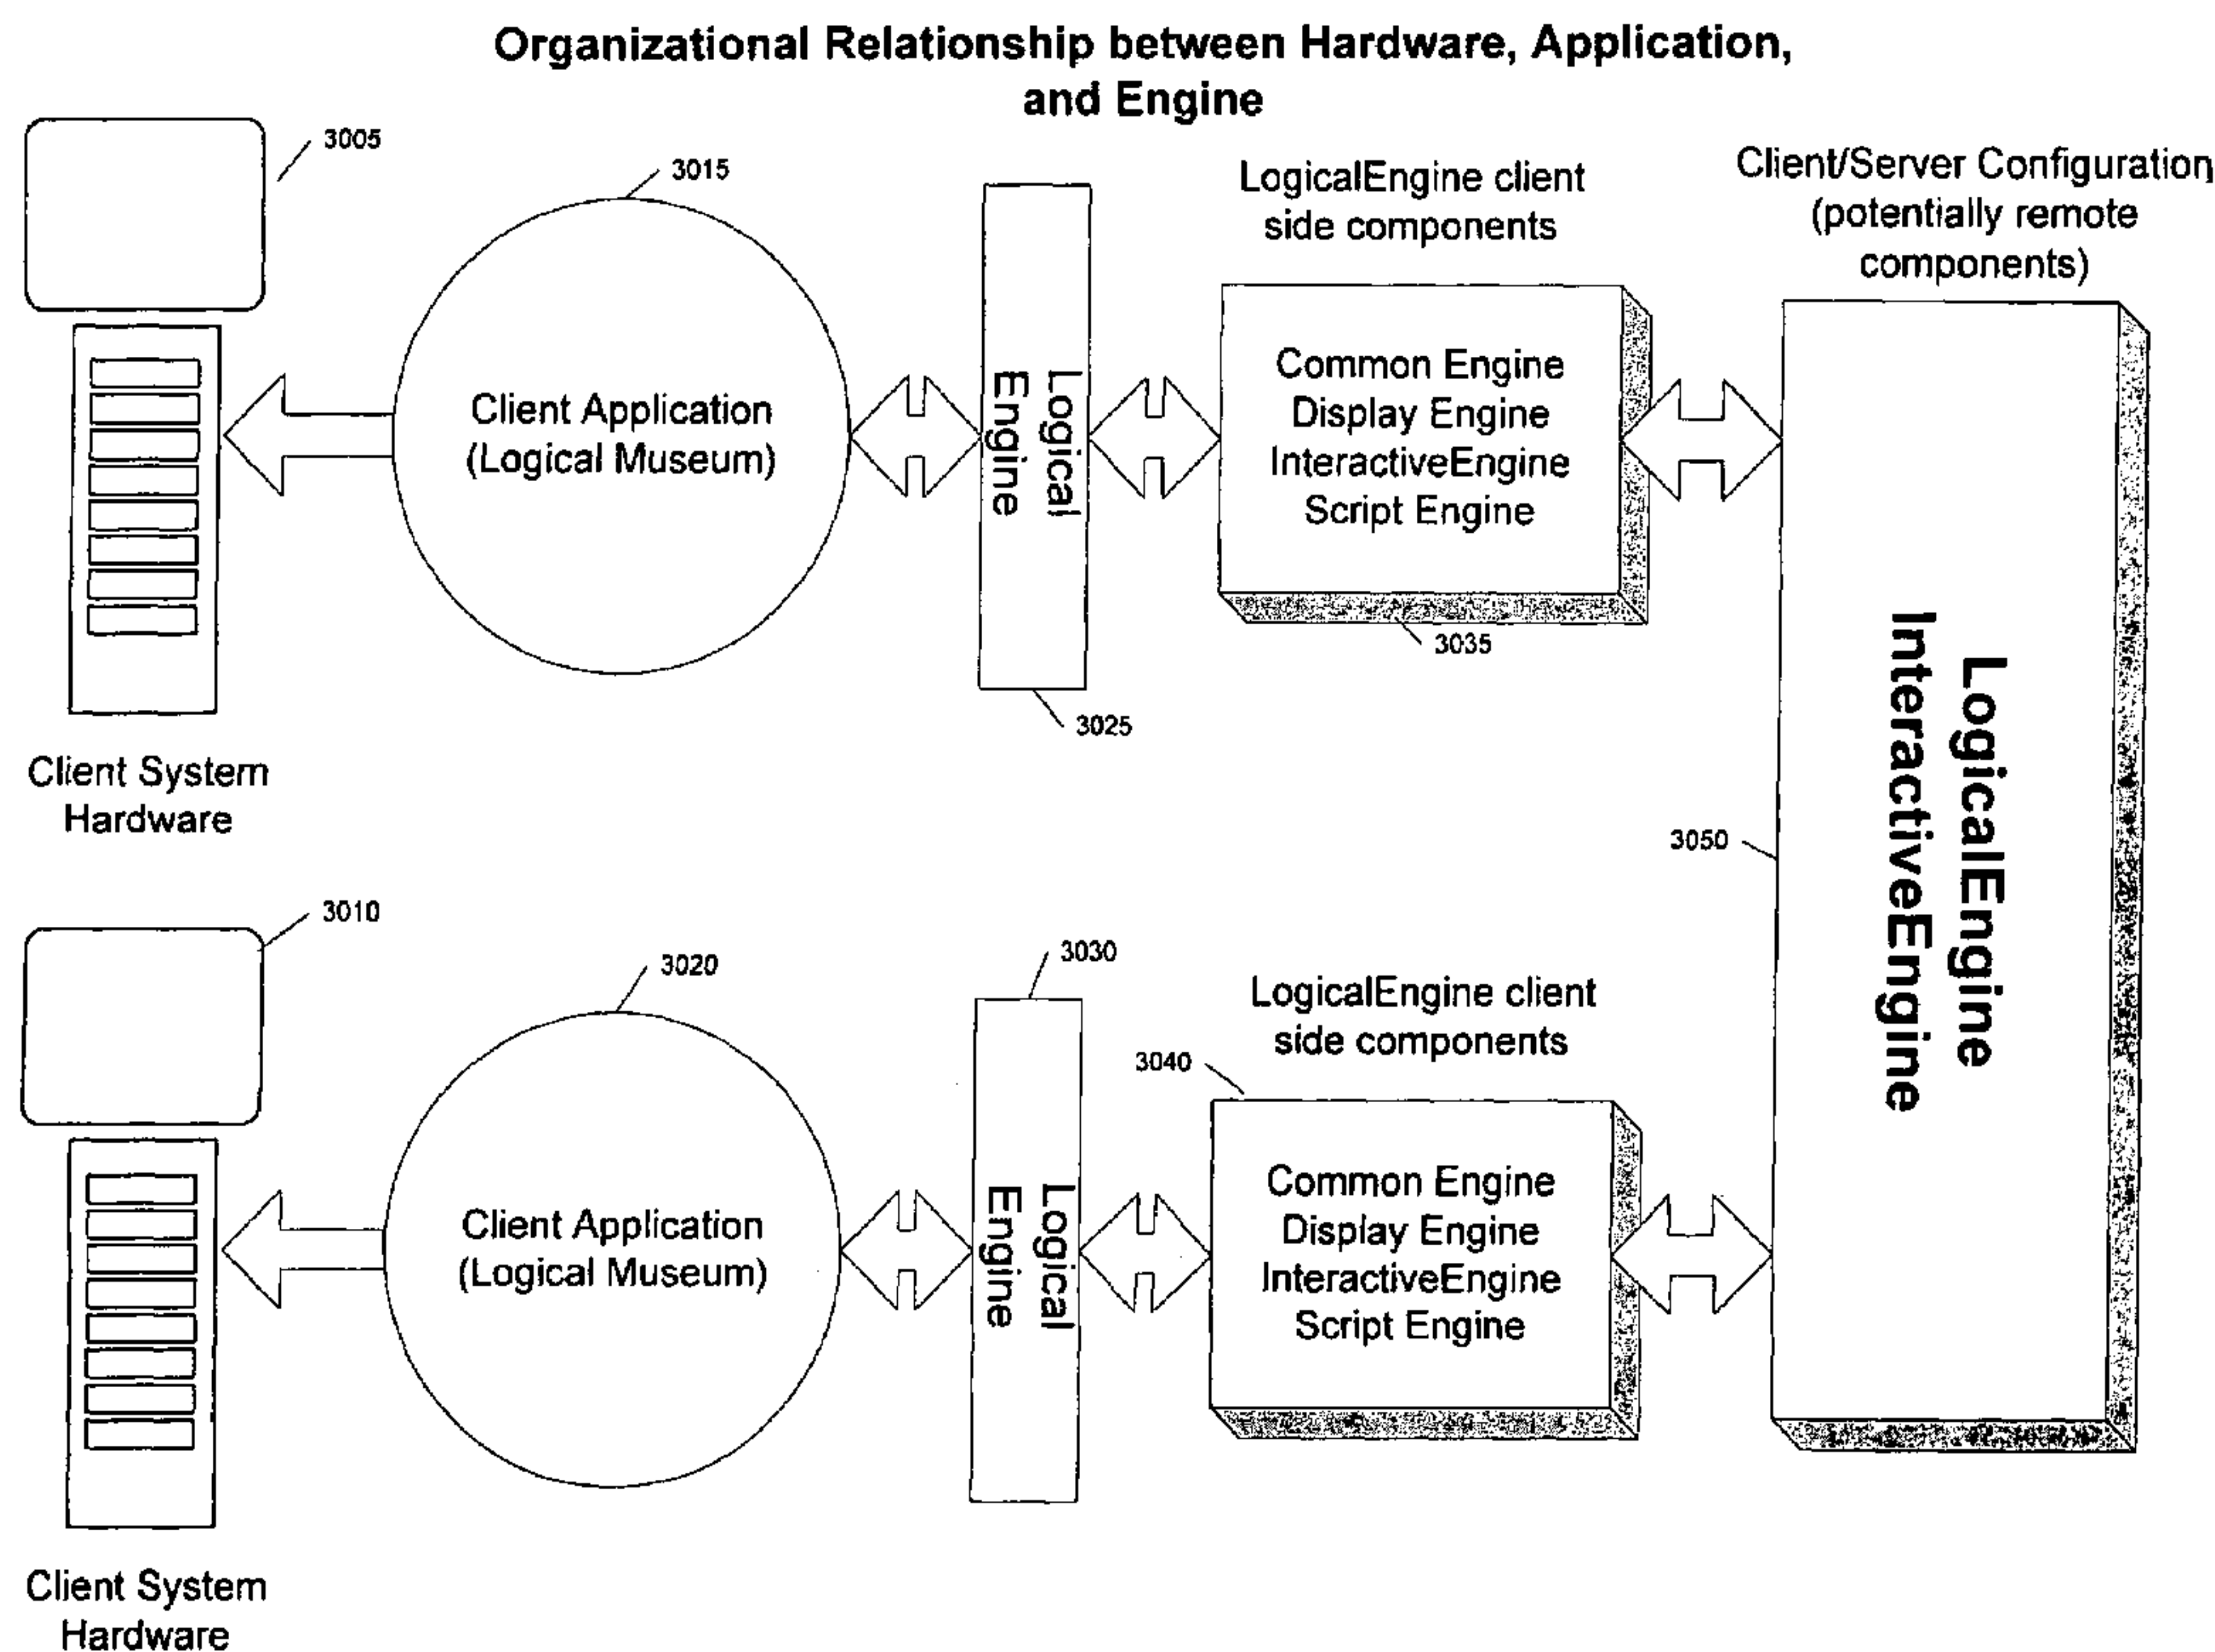 Organizational Relationship between Hardware, Application,
and Engine
3005
3015
LogicalEngine client
side components
Client/Server Configuration
(potentially remote
components)
Client Application
(Logical Museum)
Logical
Engine
Common Engine
Display Engine
InteractiveEngine
Script Engine
3035
3025
Client System
Hardware
LogicalEngine
InteractiveEngine
3050
3010
3020
3030
LogicalEngine client
side components
3040
Client Application
(Logical Museum)
Logical
Engine
Common Engine
Display Engine
InteractiveEngine
Script Engine
Client System
Hardware